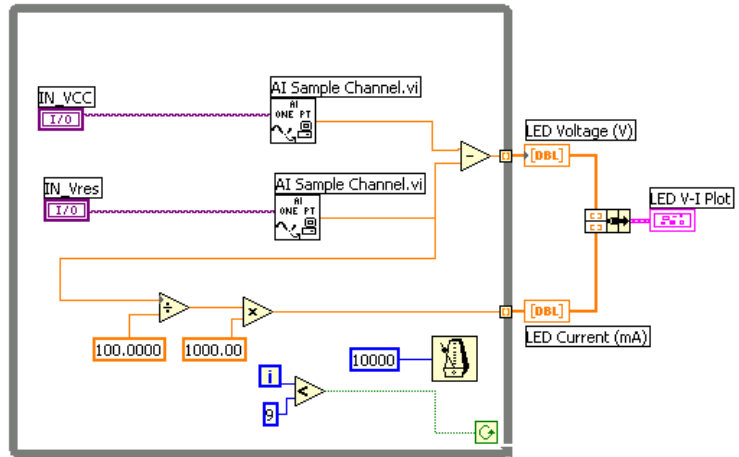 IN_VCC
I/O
AI Sample Channel.vi
AI
ONE PT
LED Voltage (V)
[DBL]
IN_Vres
I/O
AI Sample Channel.vi
AI
ONE PT
LED V-I Plot
÷
×
[DBL]
100.0000
1000.00
LED Current (mA)
10000
i
<
9